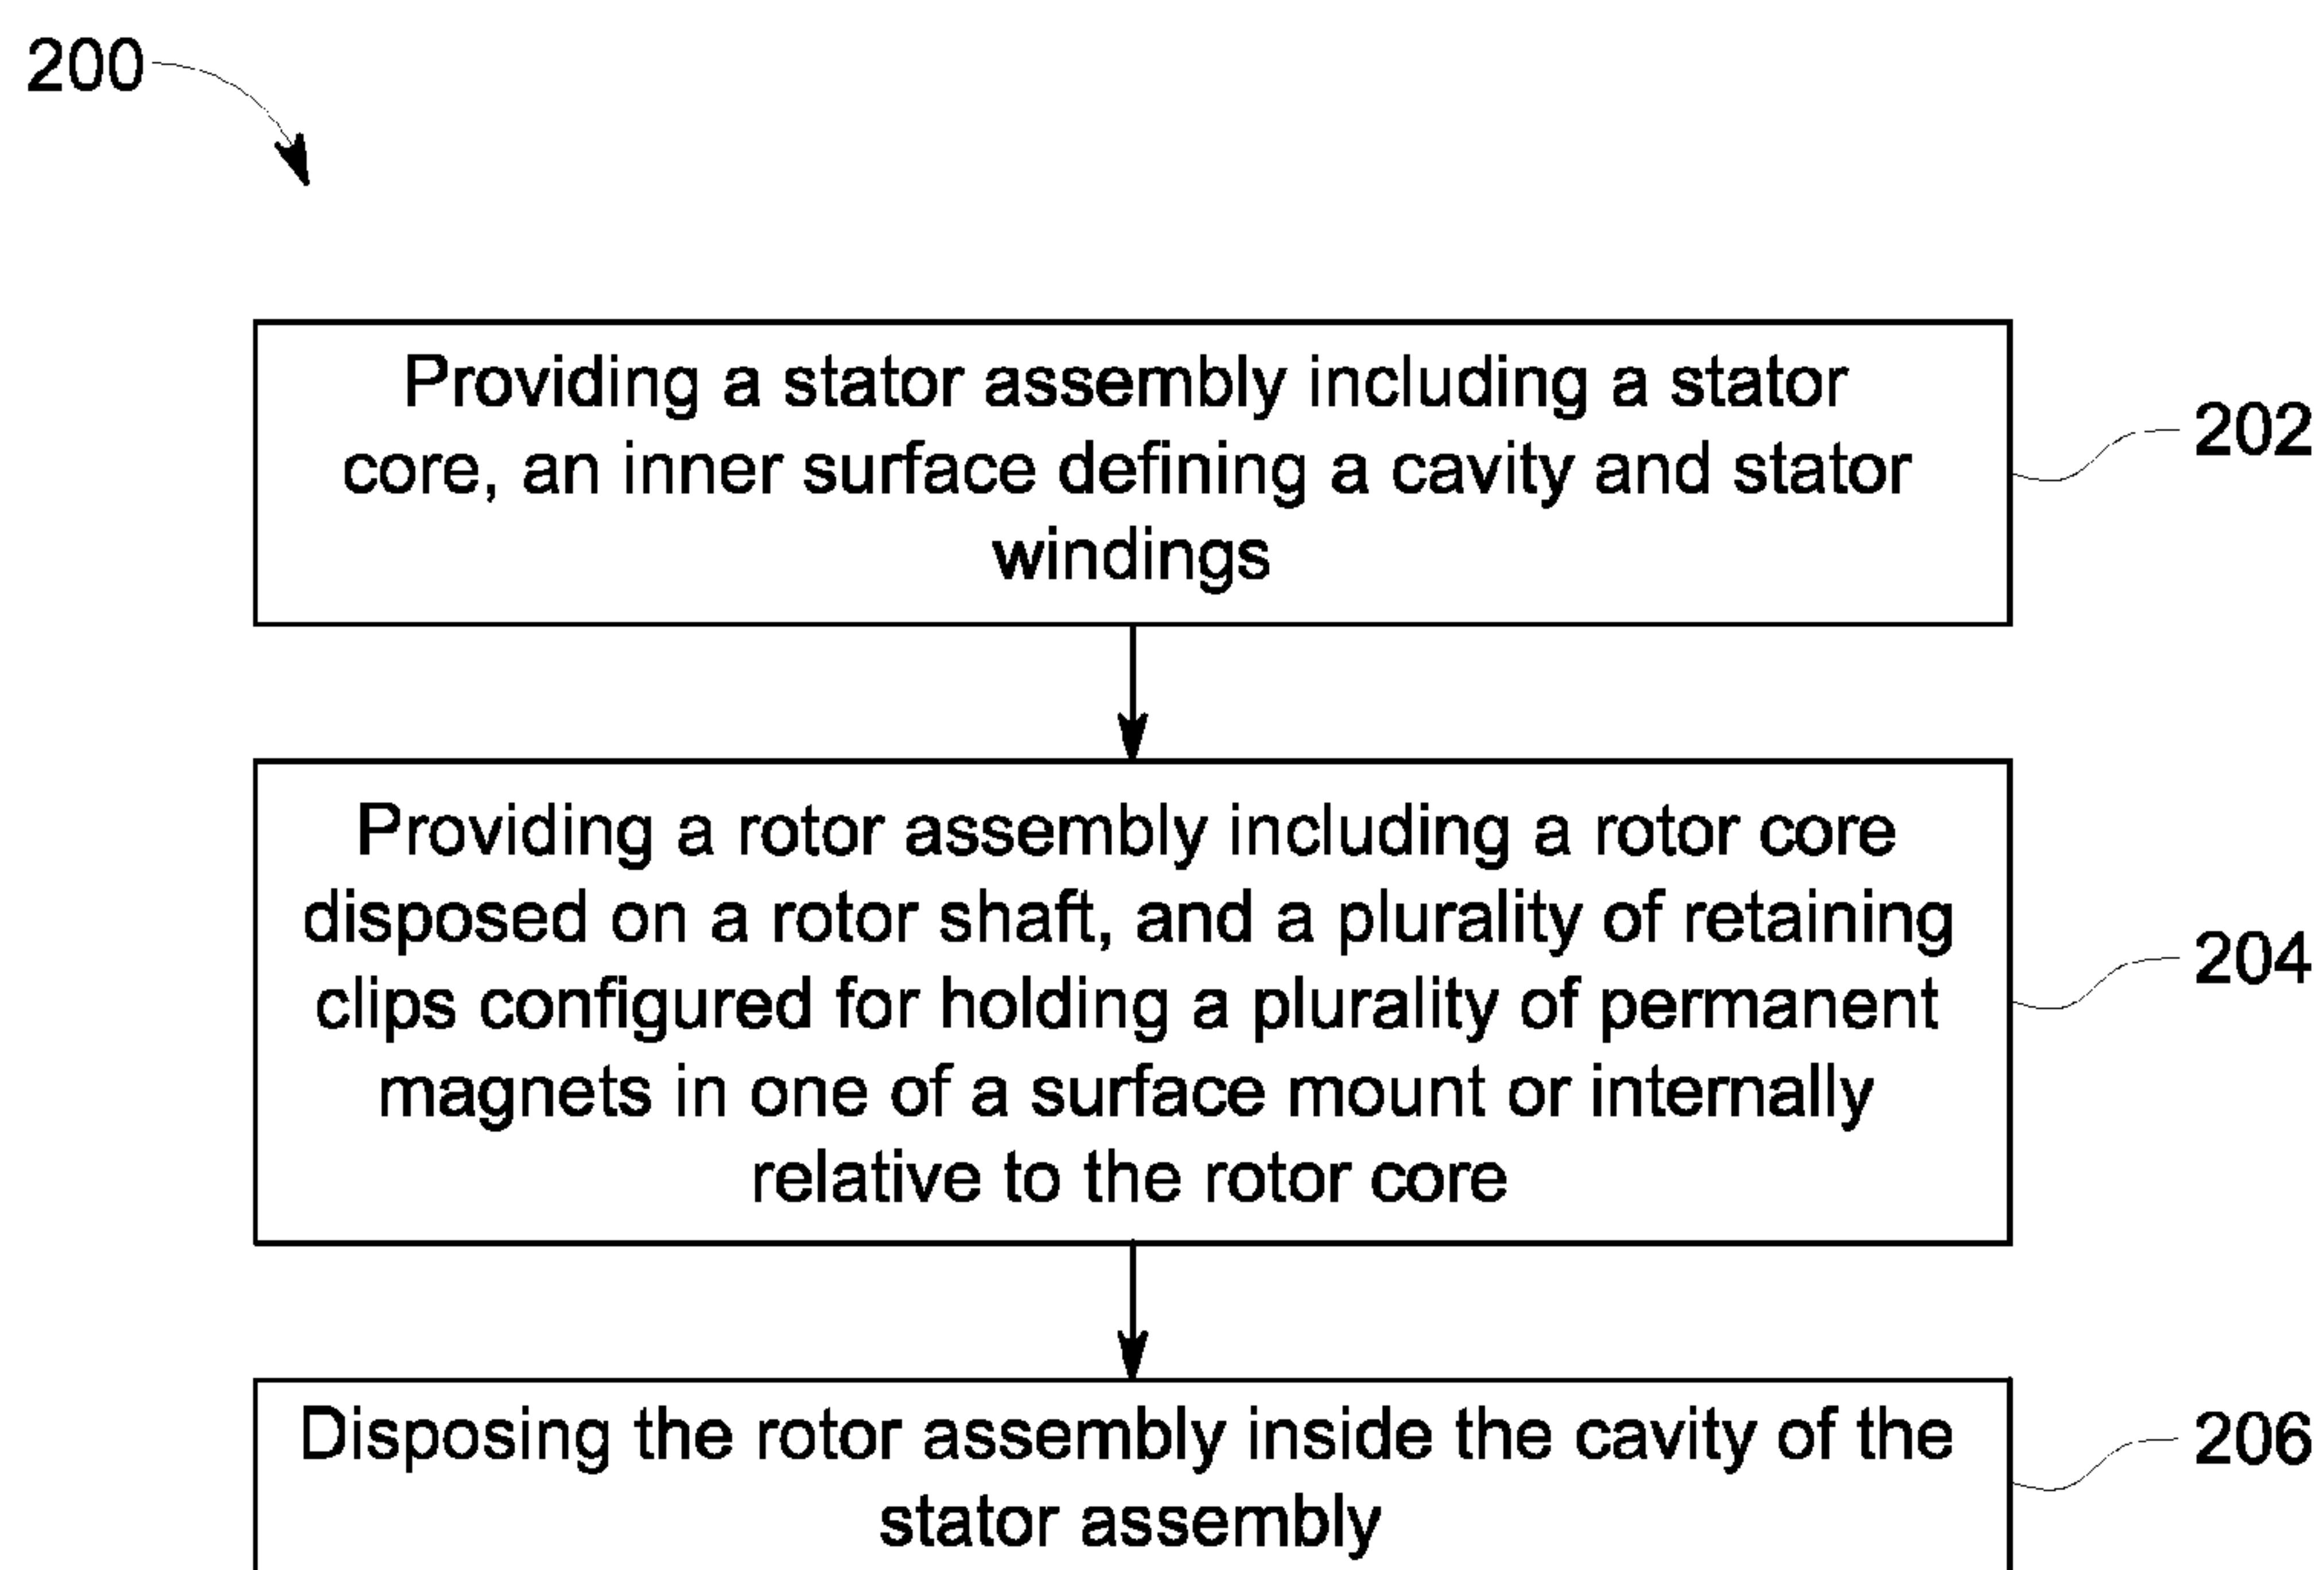 200
Providing a stator assembly including a stator
core, an inner surface defining a cavity and stator
windings
202
Providing a rotor assembly including a rotor core
disposed on a rotor shaft, and a plurality of retaining
clips configured for holding a plurality of permanent
magnets in one of a surface mount or internally
relative to the rotor core
204
Disposing the rotor assembly inside the cavity of the
stator assembly
206